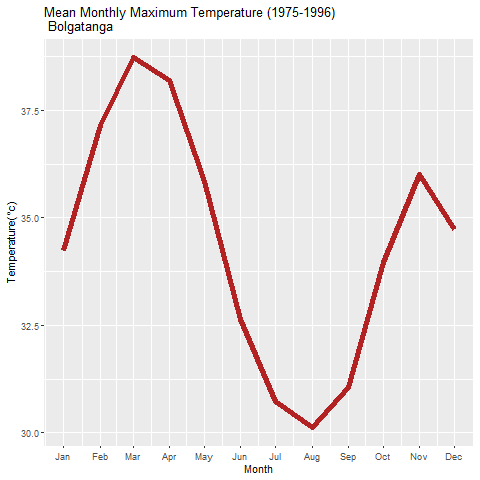 Mean Monthly Maximum Temperature (1975-1996)
Bolgatanga
Temperature(°c)
37.5
35.0
32.5
30.0
Jan Feb Mar Apr May Jun Jul Aug Sep Oct Nov Dec
Month